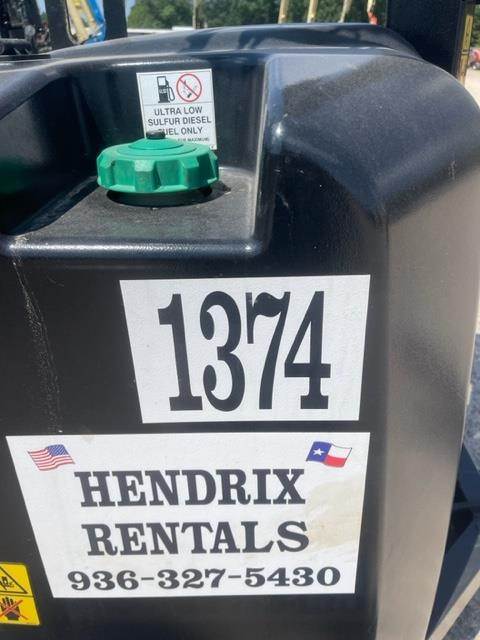 ULTRA LOW
SULFUR DIESEL
FUEL ONLY
1374
HENDRIX
RENTALS
936-327-5430